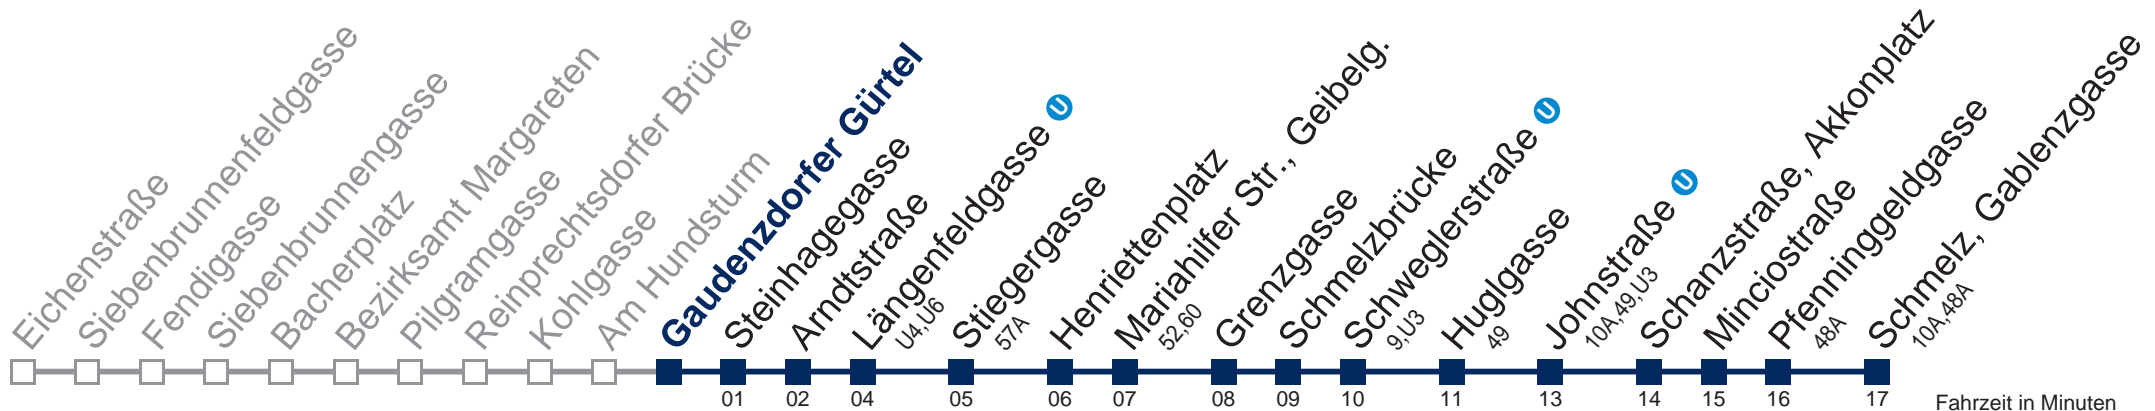 Eichenstraße
Siebenbrunnenfeldgasse
Fendigasse
Siebenbrunnengasse
Bacherplatz
Bezirksamt Margareten
Pilgramgasse
Reinprechtsdorfer Brücke
Kohlgasse
Am Hundsturm
Gaudenzdorfer Gürtel
Steinhagegasse
01
Arndtstraße
02
Längenfeldgasse U
U4,U6
04
Stiegergasse
57A
05
Henriettenplatz
06
Mariahilfer Str., Geibelg.
52,60
07
Grenzgasse
08
Schmelzbrücke
09
Schweglerstraße U
9,U3
10
Huglgasse
49
11
Johnstraße U
10A,49,U3
13
Schanzstraße, Akkonplatz
14
Minciostraße
15
Pfenninggeldgasse
48A
16
Schmelz, Gablenzgasse
10A,48A
17
Fahrzeit in Minuten